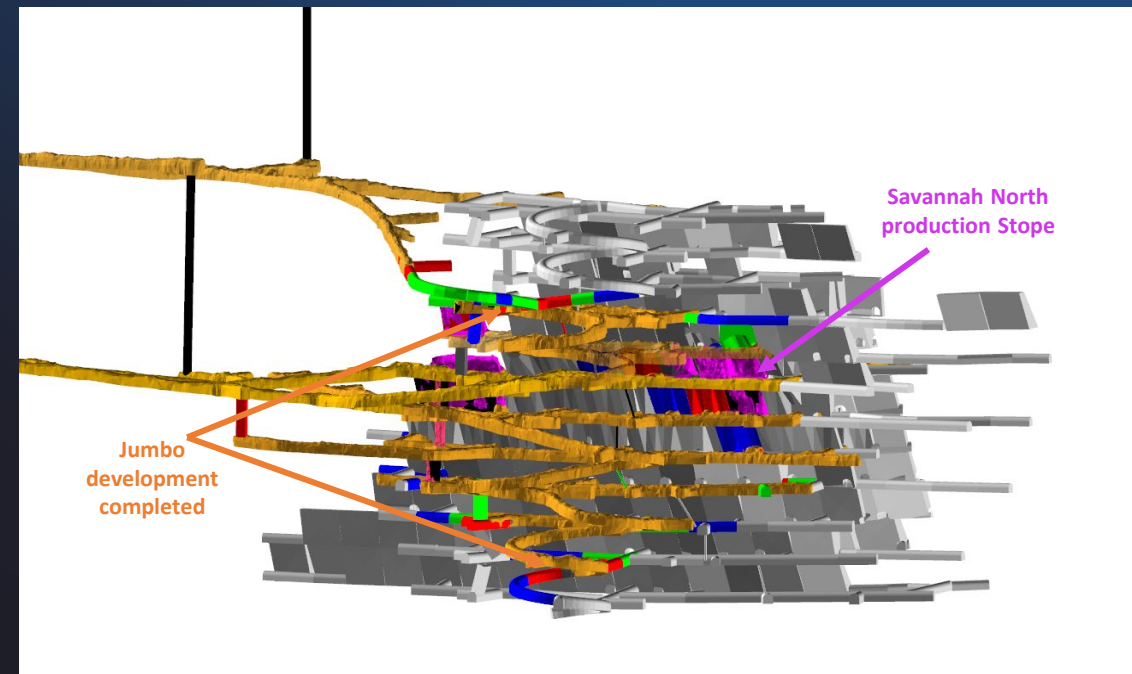 Savannah North
production Stope
Jumbo
development
completed